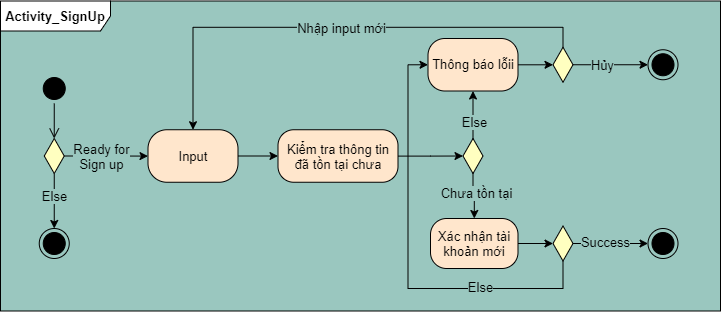 Activity_SignUp
Nhập input mới
Thông báo lỗii
Hủy
Else
Ready for
Sign up
Input
Kiểm tra thông tin
đã tồn tại chưa
Else
Chưa tồn tại
Xác nhận tài
khoản mới
Success
Else